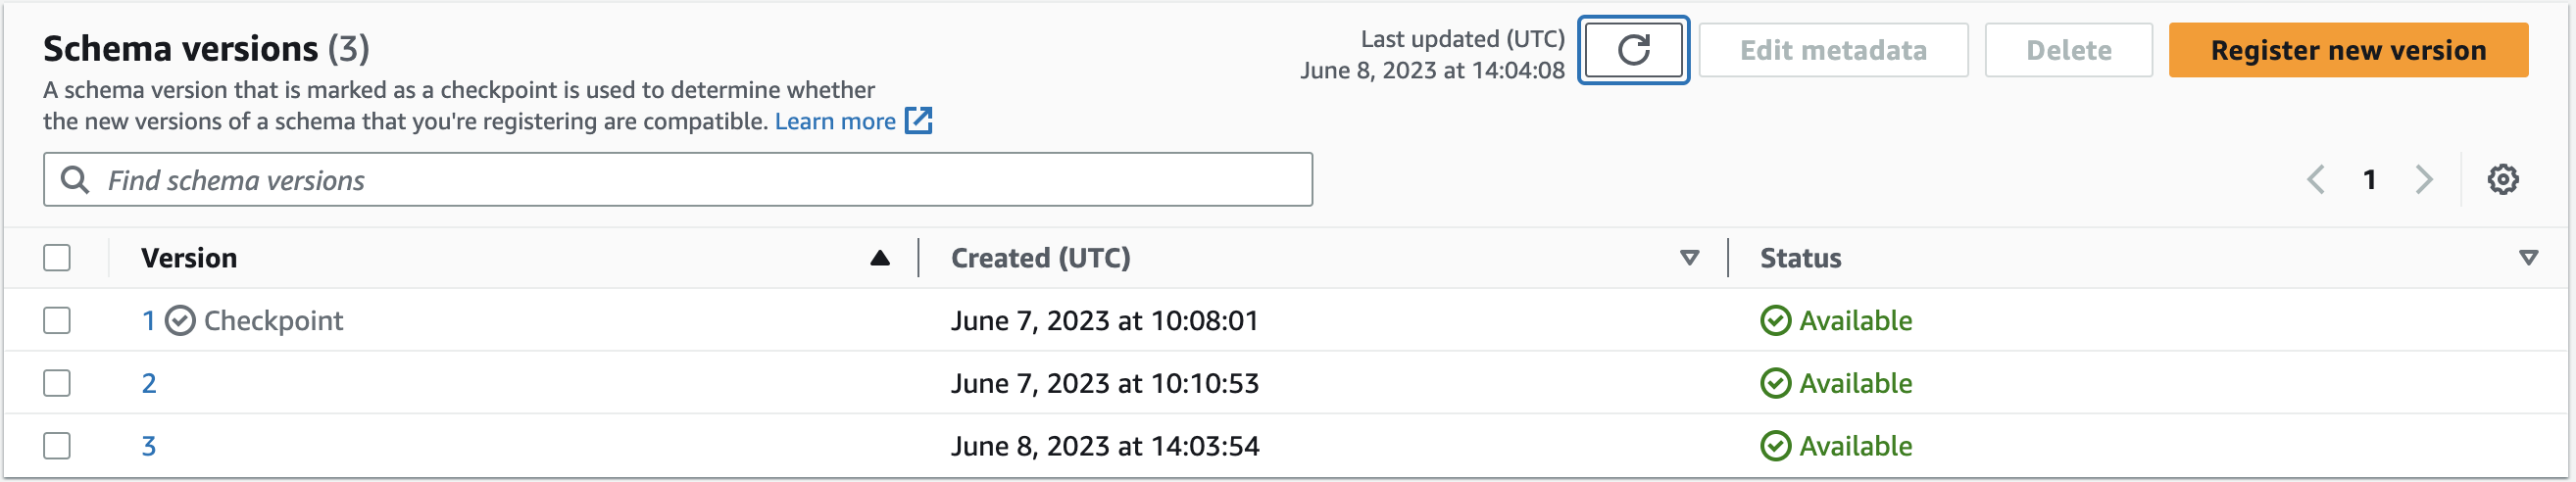 Schema versions (3)
A schema version that is marked as a checkpoint is used to determine whether
the new versions of a schema that you're registering are compatible. Learn more
Last updated (UTC)
June 8, 2023 at 14:04:08
Edit metadata
Delete
Register new version
Find schema versions
1
Version Created (UTC) Status
1 Checkpoint June 7, 2023 at 10:08:01 Available
2 June 7, 2023 at 10:10:53 Available
3 June 8, 2023 at 14:03:54 Available